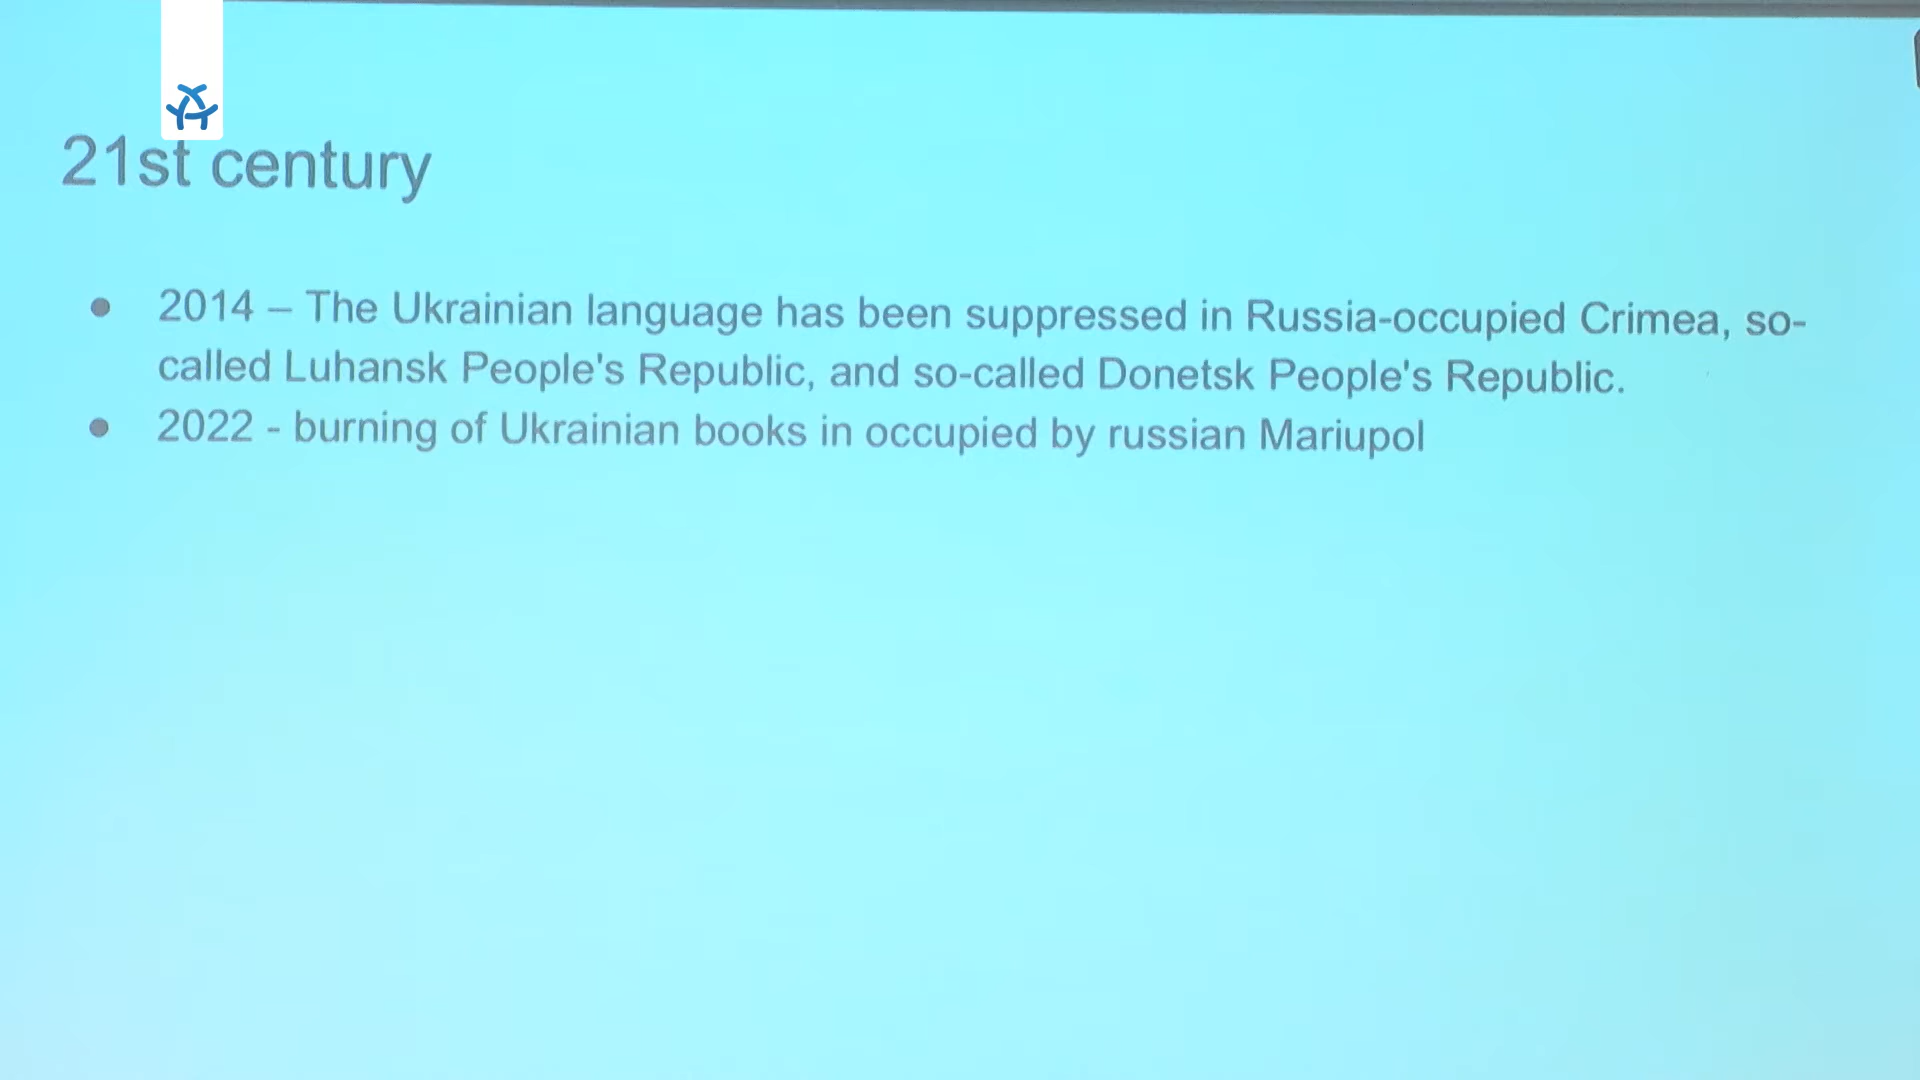 21st century
● 2014 – The Ukrainian language has been suppressed in Russia-occupied Crimea, so-
called Luhansk People's Republic, and so-called Donetsk People's Republic.
● 2022 - burning of Ukrainian books in occupied by russian Mariupol